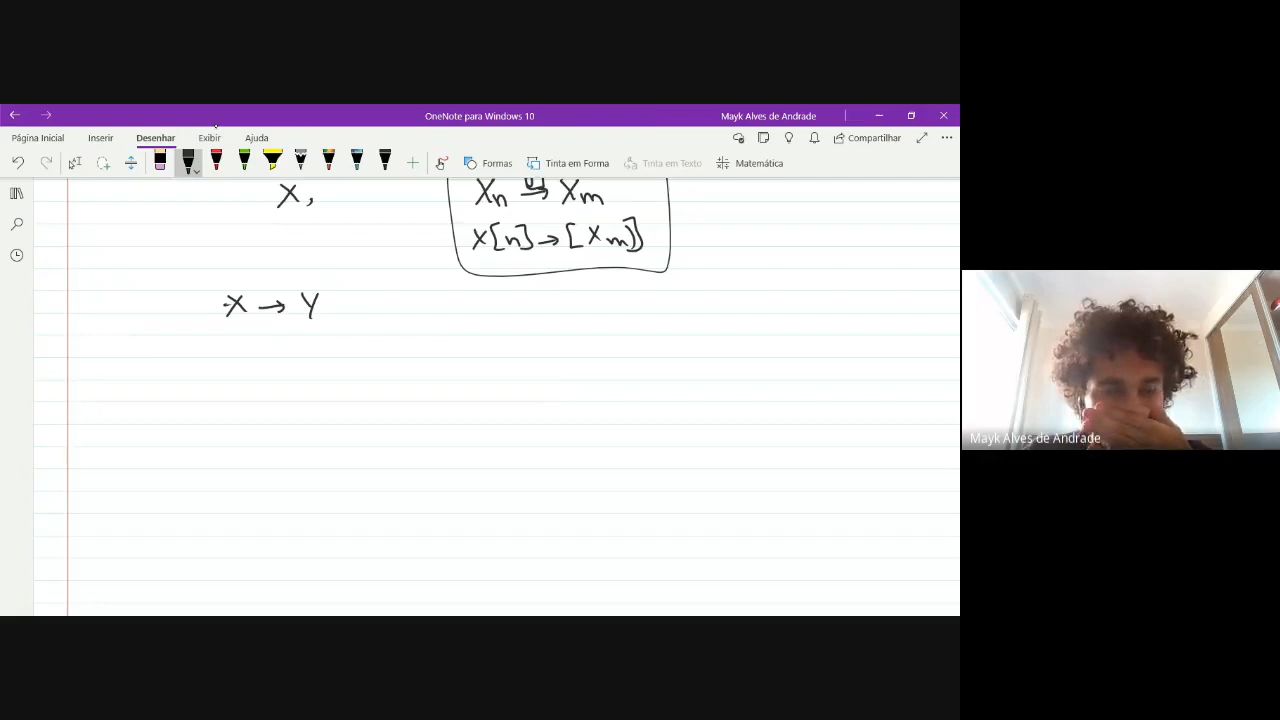 OneNote para Windows 10
Mayk Alves de Andrade
Página Inicial
Inserir
Desenhar
Exibir
Ajuda
Compartilhar
Formas
Tinta em Forma
Tinta em Texto
Matemática
X,
Xn → Xm
X[n] → [Xm]]
X → Y
Mayk Alves de Andrade